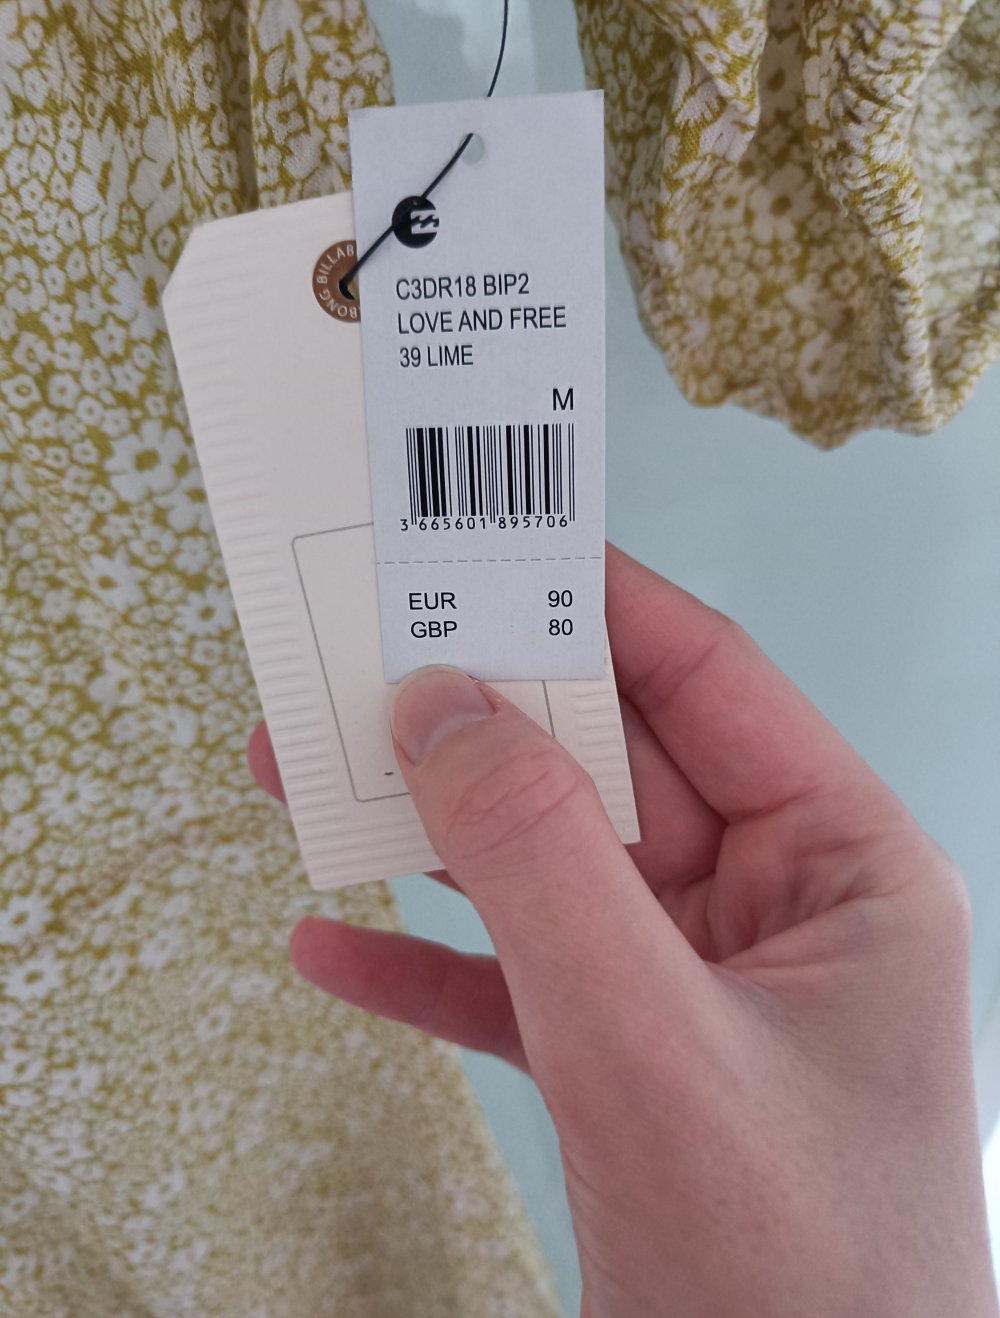 BILLAB
BONG
C3DR18 BIP2
LOVE AND FREE
39 LIME
M
3 665601 895706
EUR 90
GBP 80